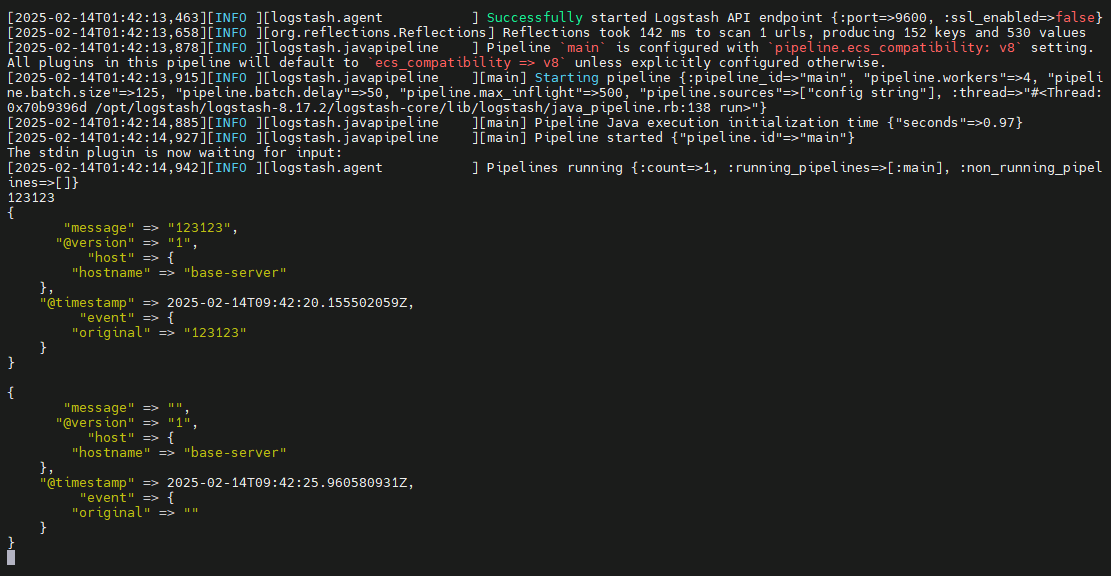 [2025-02-14T01:42:13,463][INFO ][logstash.agent           ] Successfully started Logstash API endpoint {:port=>9600, :ssl_enabled=>false}
[2025-02-14T01:42:13,658][INFO ][org.reflections.Reflections] Reflections took 142 ms to scan 1 urls, producing 152 keys and 530 values
[2025-02-14T01:42:13,878][INFO ][logstash.javapipeline    ] Pipeline `main` is configured with `pipeline.ecs_compatibility: v8` setting.
All plugins in this pipeline will default to `ecs_compatibility => v8` unless explicitly configured otherwise.
[2025-02-14T01:42:13,915][INFO ][logstash.javapipeline    ][main] Starting pipeline {:pipeline_id=>"main", "pipeline.workers"=>4, "pipeli
ne.batch.size"=>125, "pipeline.batch.delay"=>50, "pipeline.max_inflight"=>500, "pipeline.sources"=>["config string"], :thread=>"#<Thread:
0x70b9396d /opt/logstash/logstash-8.17.2/logstash-core/lib/logstash/java_pipeline.rb:138 run>"}
[2025-02-14T01:42:14,885][INFO ][logstash.javapipeline    ][main] Pipeline Java execution initialization time {"seconds"=>0.97}
[2025-02-14T01:42:14,927][INFO ][logstash.javapipeline    ][main] Pipeline started {"pipeline.id"=>"main"}
The stdin plugin is now waiting for input:
[2025-02-14T01:42:14,942][INFO ][logstash.agent           ] Pipelines running {:count=>1, :running_pipelines=>[:main], :non_running_pipel
ines=>[]}
123123
{
       "message" => "123123",
      "@version" => "1",
          "host" => {
        "hostname" => "base-server"
    },
    "@timestamp" => 2025-02-14T09:42:20.155502059Z,
         "event" => {
        "original" => "123123"
    }
}

{
       "message" => "",
      "@version" => "1",
          "host" => {
        "hostname" => "base-server"
    },
    "@timestamp" => 2025-02-14T09:42:25.960580931Z,
         "event" => {
        "original" => ""
    }
}